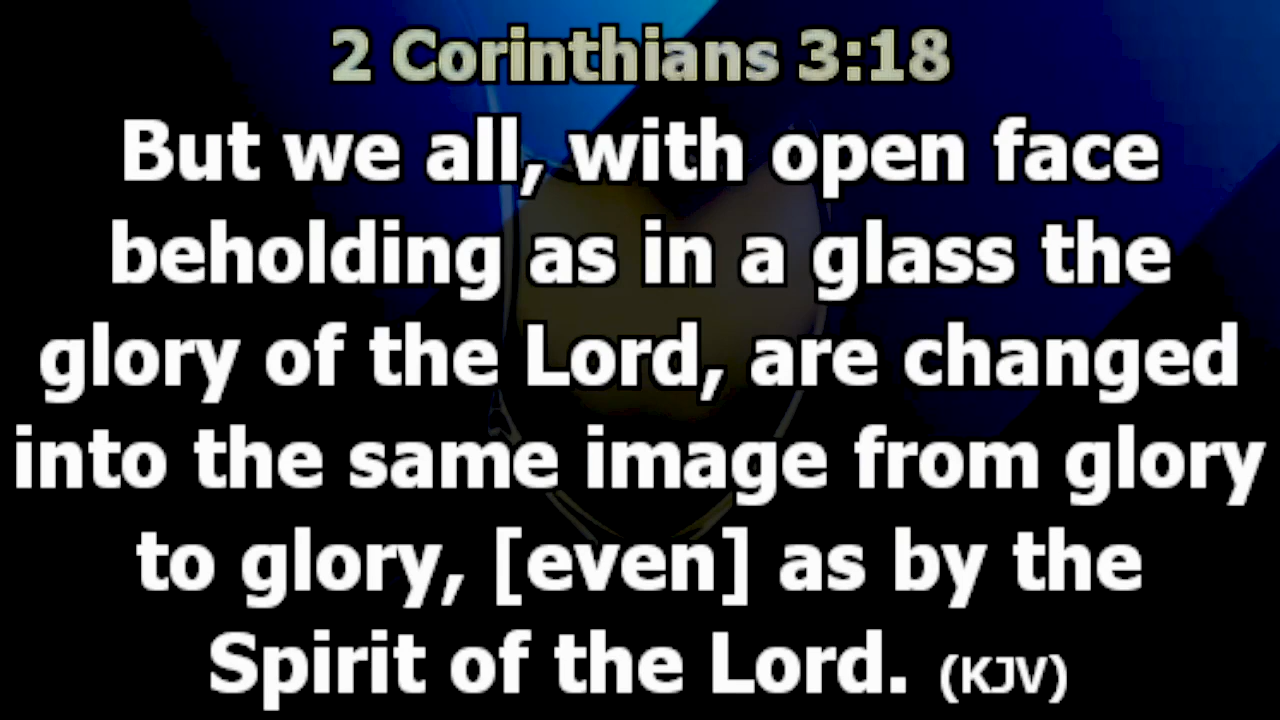 2 Corinthians 3:18
But we all, with open face
beholding as in a glass the
glory of the Lord, are changed
into the same image from glory
to glory, [even] as by the
Spirit of the Lord. (KJV)